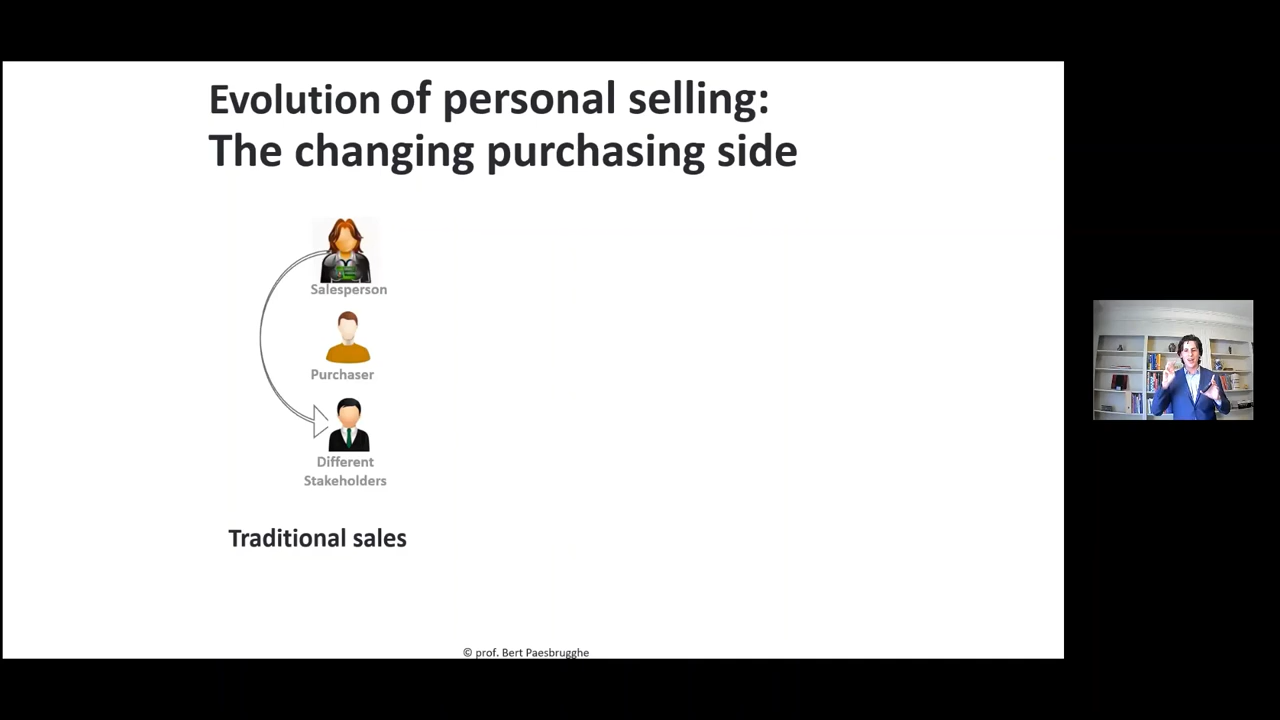 Evolution of personal selling:
The changing purchasing side
Salesperson
Purchaser
Different
Stakeholders
Traditional sales
© prof. Bert Paesbrugghe